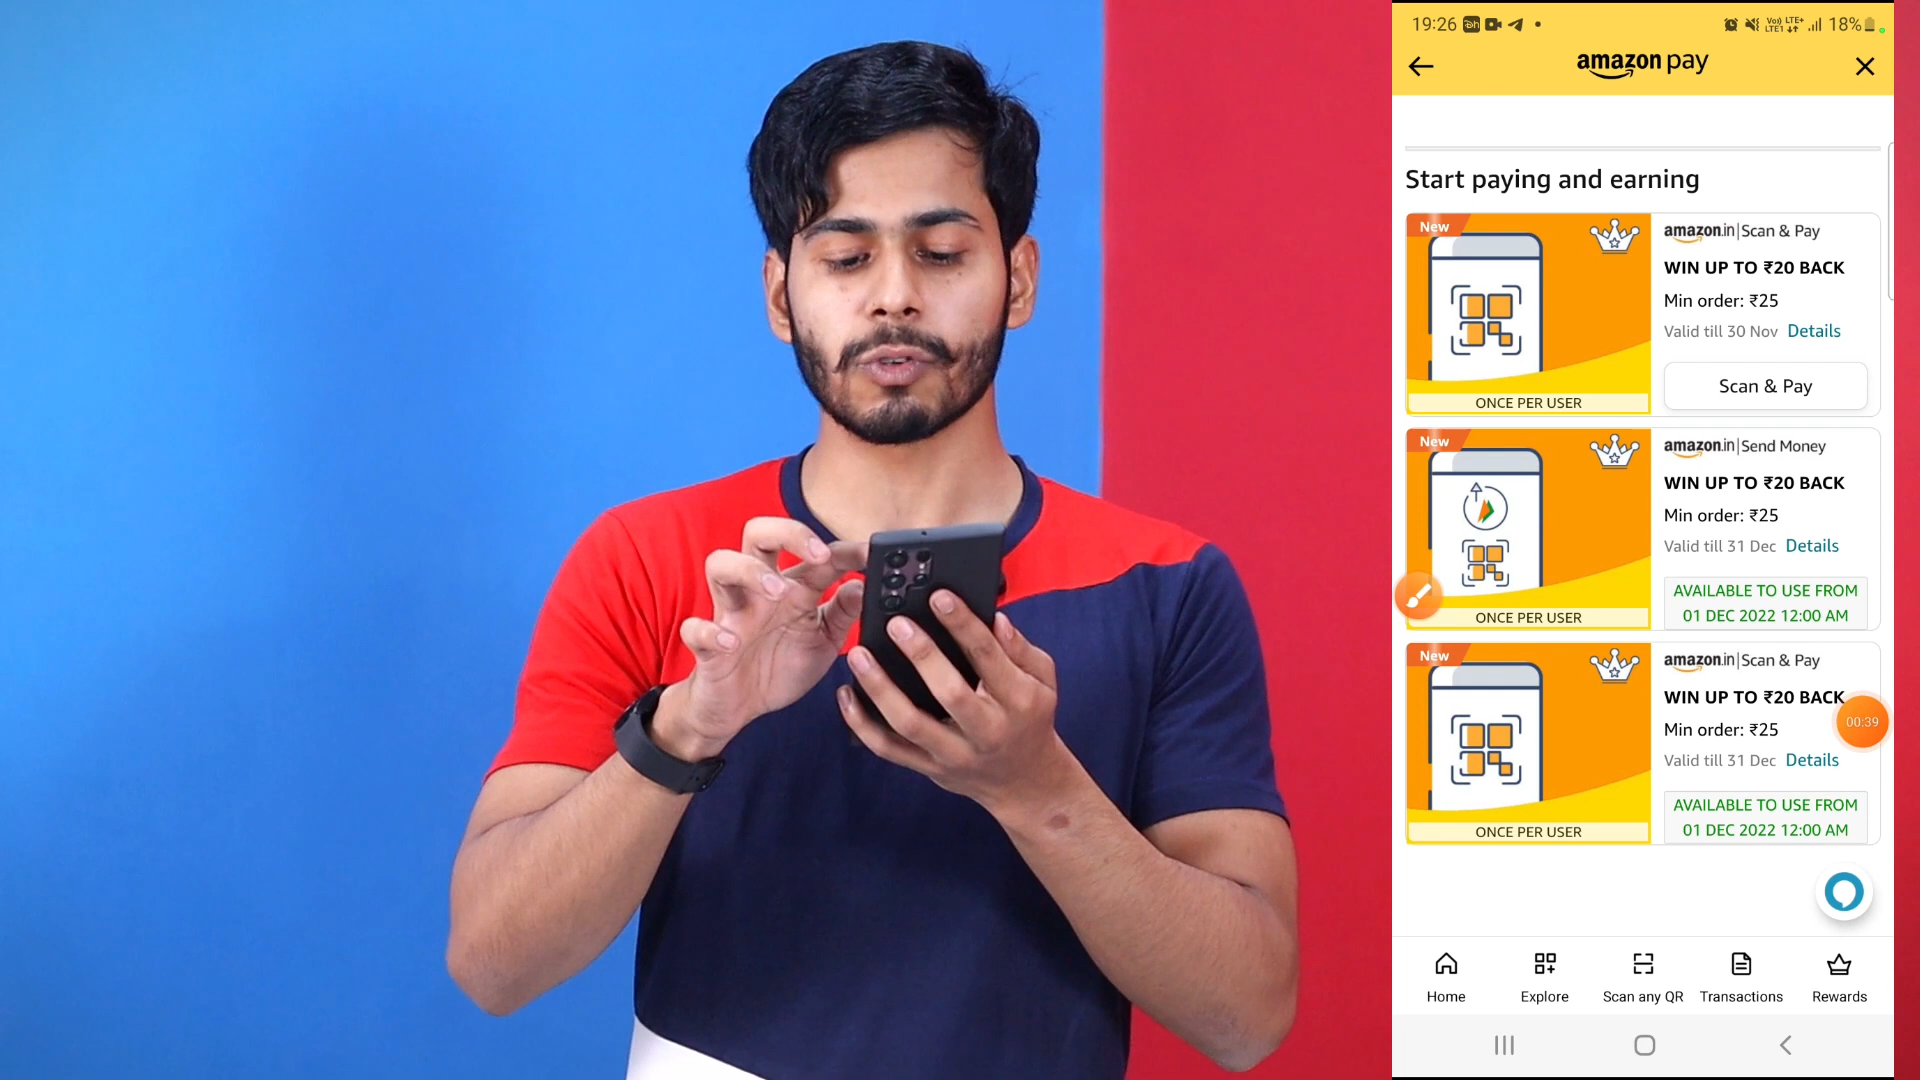 19:26
Vo) LTE+
LTE1
18%
amazon pay
Start paying and earning
New
amazon.in|Scan & Pay
WIN UP TO ₹20 BACK
Min order: ₹25
Valid till 30 Nov Details
Scan & Pay
ONCE PER USER
New
amazon.in|Send Money
WIN UP TO ₹20 BACK
Min order: ₹25
Valid till 31 Dec Details
AVAILABLE TO USE FROM
01 DEC 2022 12:00 AM
ONCE PER USER
New
amazon.in|Scan & Pay
WIN UP TO ₹20 BACK
Min order: ₹25
00:39
Valid till 31 Dec Details
AVAILABLE TO USE FROM
01 DEC 2022 12:00 AM
ONCE PER USER
Home
Explore
Scan any QR
Transactions
Rewards